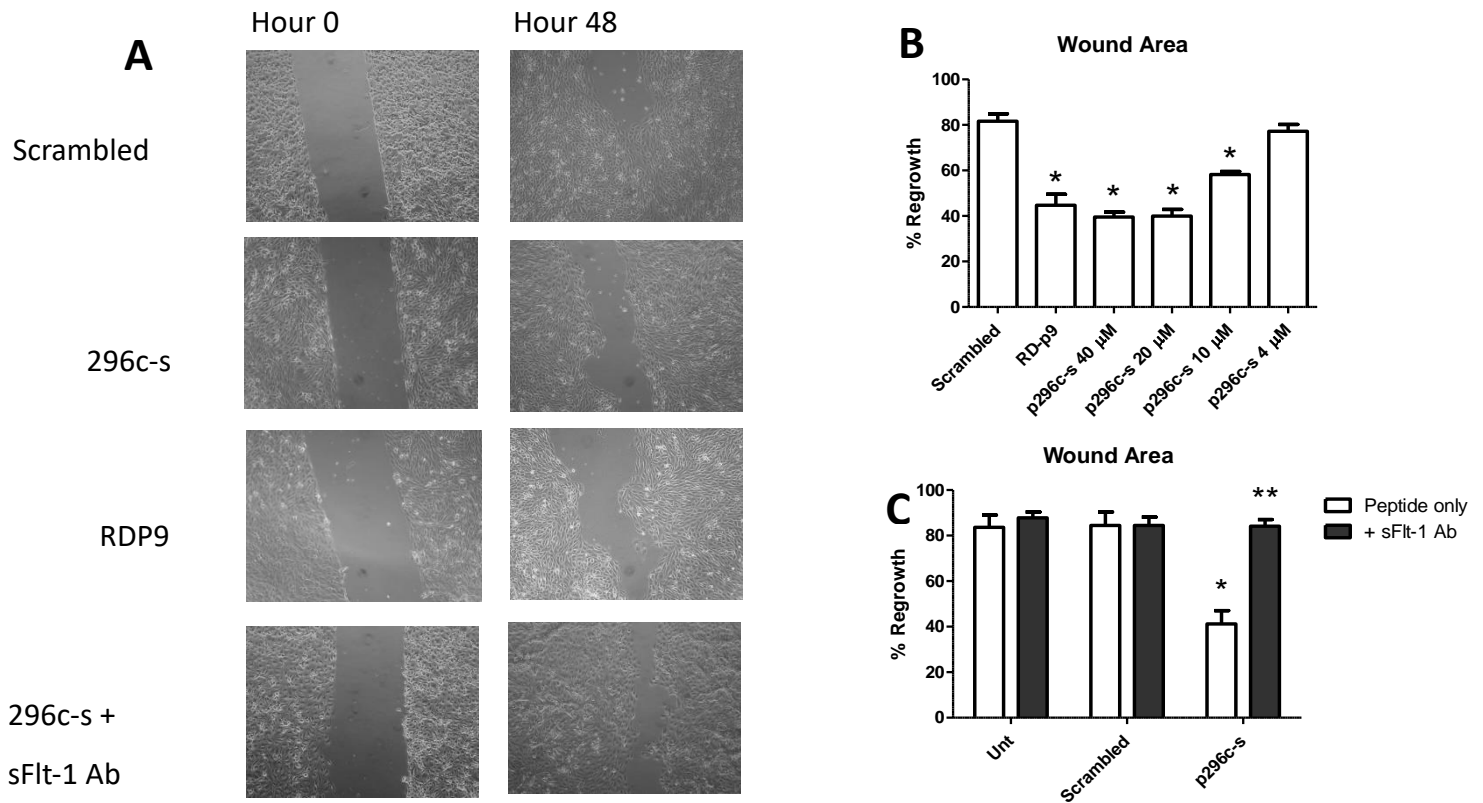 A
Hour 0
Hour 48
Scrambled
296c-s
RDP9
296c-s +
sFlt-1 Ab
B
Wound Area
% Regrowth
100
80
60
40
20
0
*
*
*
*
Scrambled
RD-p9
p296c-s 40 µM
p296c-s 20 µM
p296c-s 10 µM
p296c-s 4 µM
C
Wound Area
% Regrowth
100
80
60
40
20
0
*
**
Unt
Scrambled
p296c-s
Peptide only
+ sFlt-1 Ab